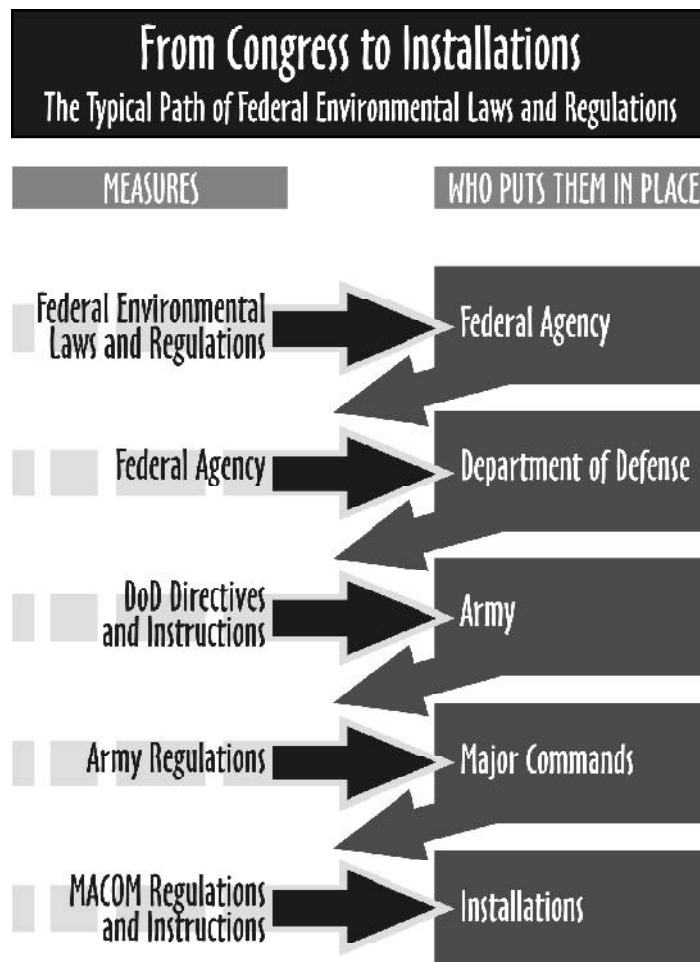 From Congress to Installations
The Typical Path of Federal Environmental Laws and Regulations
MEASURES
WHO PUTS THEM IN PLACE
Federal Environmental
Laws and Regulations
Federal Agency
Federal Agency
Department of Defense
DoD Directives
and Instructions
Army
Army Regulations
Major Commands
MACOM Regulations
and Instructions
Installations